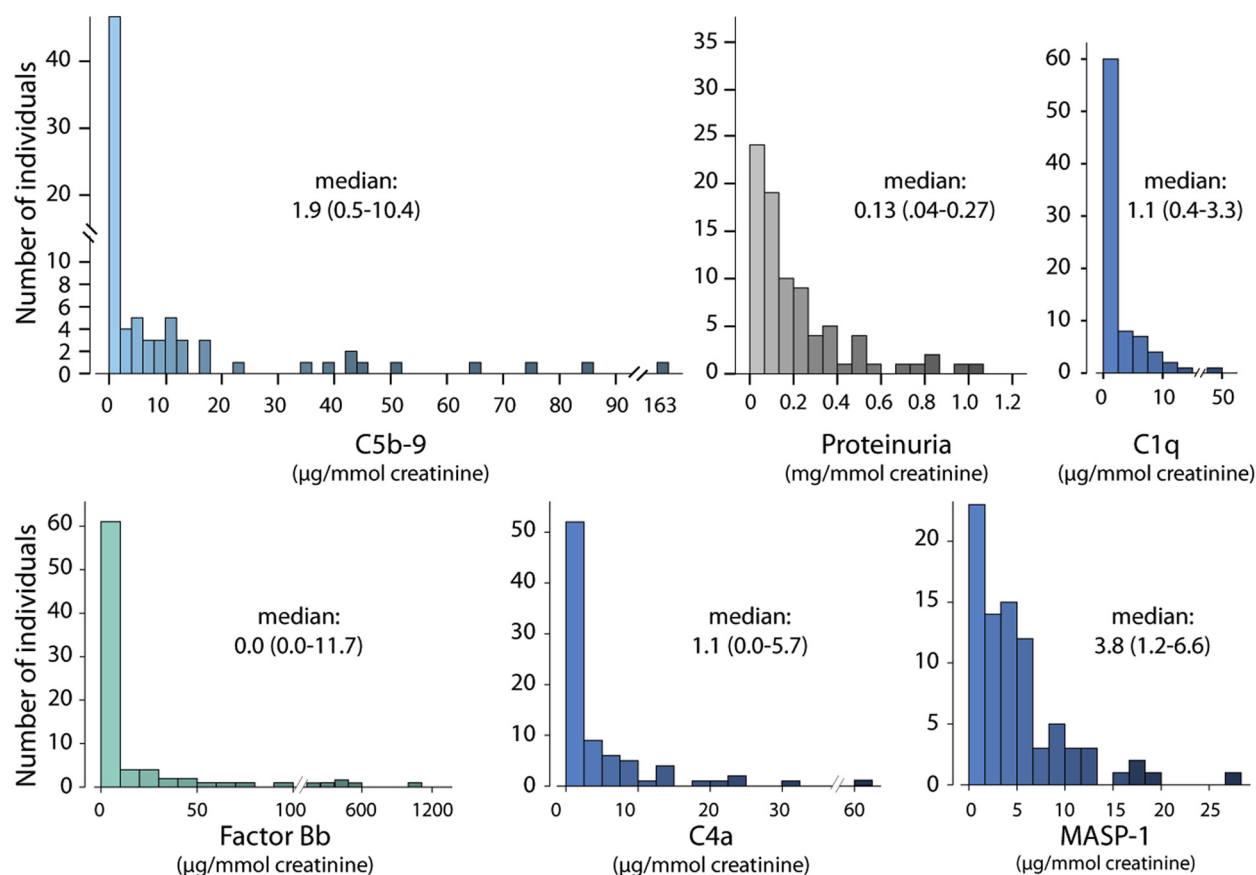 Number of individuals
40
30
20
10
8
6
4
2
0
median:
1.9 (0.5-10.4)
0 10 20 30 40 50 60 70 80 90 163
C5b-9
(µg/mmol creatinine)
35
30
25
20
15
10
5
0
median:
0.13 (.04-0.27)
0 0.2 0.4 0.6 0.8 1.0 1.2
Proteinuria
(mg/mmol creatinine)
60
50
40
30
20
10
0
median:
1.1 (0.4-3.3)
0 10 50
C1q
(µg/mmol creatinine)
Number of individuals
60
50
40
30
20
10
0
median:
0.0 (0.0-11.7)
0 50 100 600 1200
Factor Bb
(µg/mmol creatinine)
50
40
30
20
10
0
median:
1.1 (0.0-5.7)
0 10 20 30 60
C4a
(µg/mmol creatinine)
20
15
10
5
0
median:
3.8 (1.2-6.6)
0 5 10 15 20 25
MASP-1
(µg/mmol creatinine)